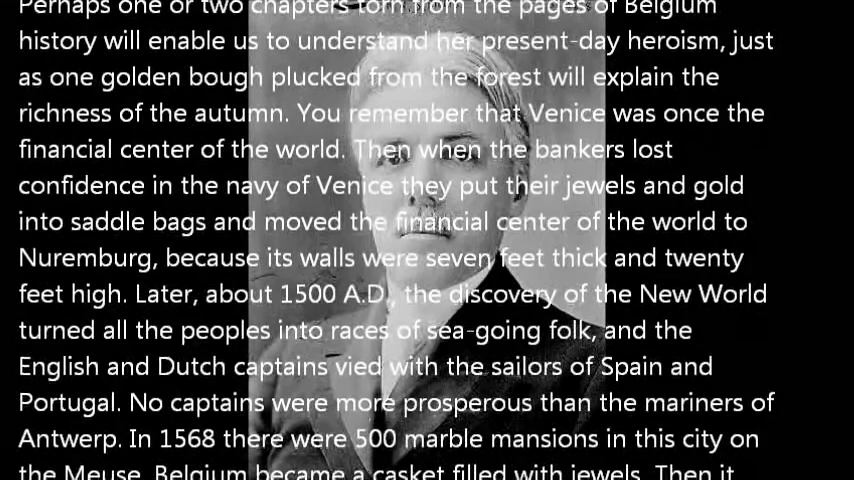 Perhaps one or two chapters torn from the pages of Belgium
history will enable us to understand her present-day heroism, just
as one golden bough plucked from the forest will explain the
richness of the autumn. You remember that Venice was once the
financial center of the world. Then when the bankers lost
confidence in the navy of Venice they put their jewels and gold
into saddle bags and moved the financial center of the world to
Nuremburg, because its walls were seven feet thick and twenty
feet high. Later, about 1500 A.D., the discovery of the New World
turned all the peoples into races of sea-going folk, and the
English and Dutch captains vied with the sailors of Spain and
Portugal. No captains were more prosperous than the mariners of
Antwerp. In 1568 there were 500 marble mansions in this city on
the Meuse. Belgium became a casket filled with jewels. Then it